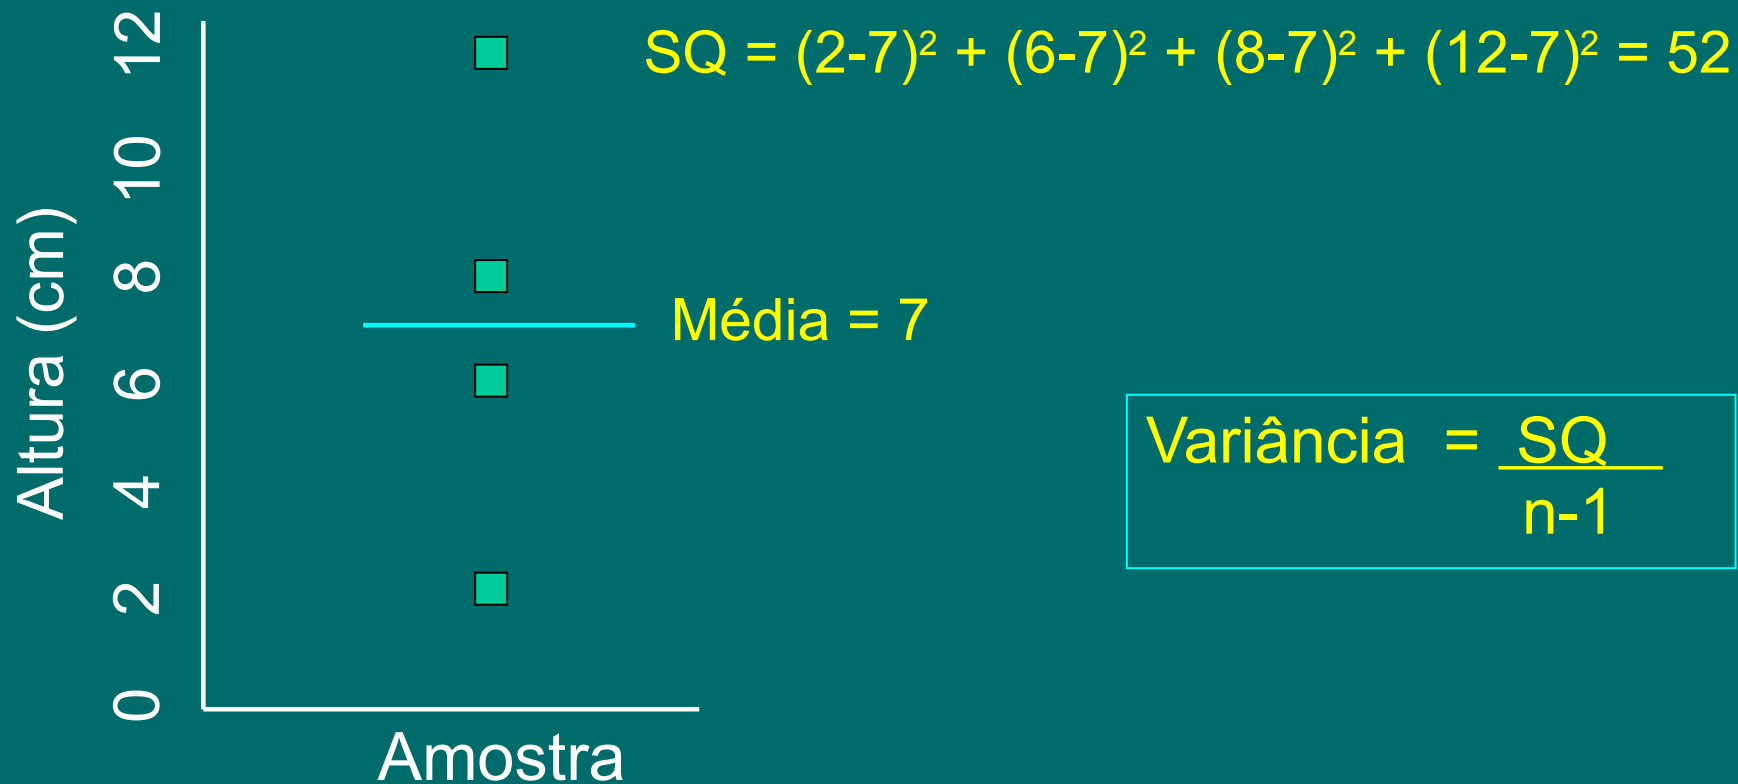 SQ = (2-7)² + (6-7)² + (8-7)² + (12-7)² = 52
Altura (cm)
12
10
8
6
4
2
0
Média = 7
Variância = SQ
n-1
Amostra